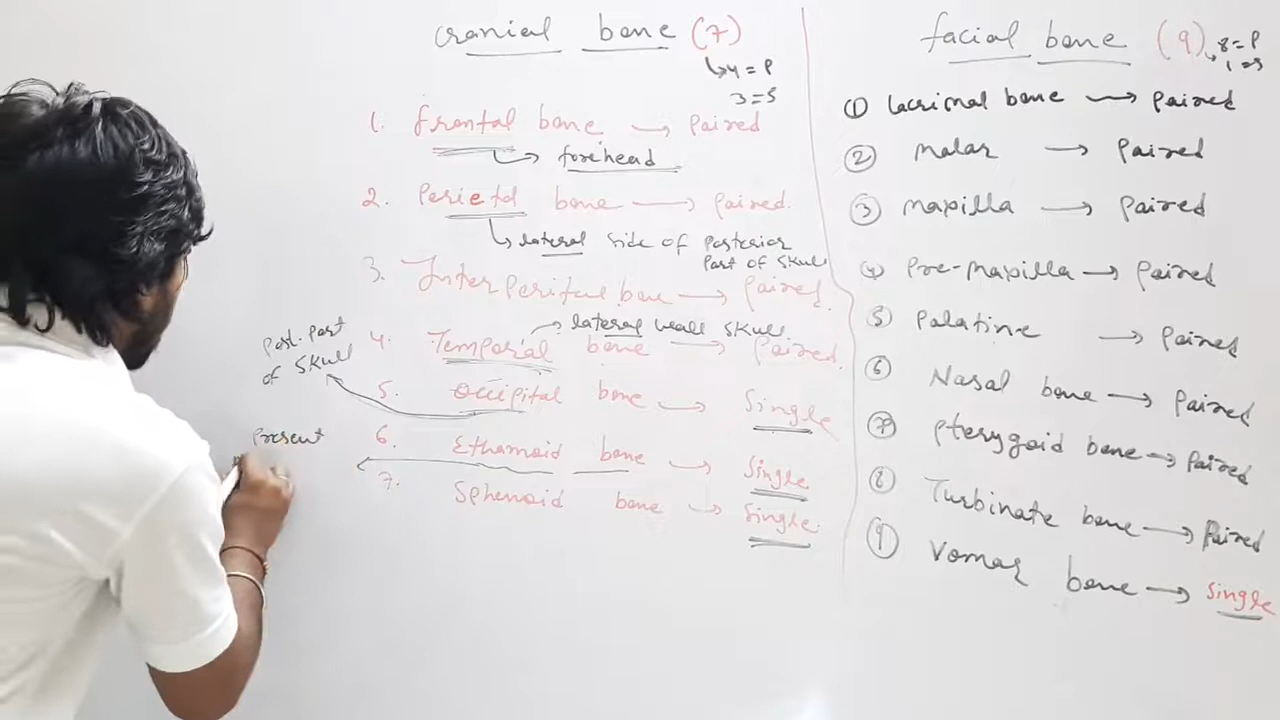 cranial bone (7)
↳ 4 = P
3 = S
1. frontal bone → Paired
↳ forehead
2. Perietal bone → Paired.
↳ lateral side of Posterior
Part of Skull
3. Interperital bone → Paired.
→ lateral wall skull
4. Temporial bone → Paired.
Post. Part
of Skull
5. Occipital bone → Single
6. Ethamoid bone → Single
Present
7. Sphenoid bone → Single.
facial bone (9)
↳ 8 = P
1 = S
① lacrimal bone → Paired
② Malar → Paired
③ Maxilla → Paired
④ Pre-Maxilla → Paired
⑤ Palatine → Paired
⑥ Nasal bone → Paired
⑦ Pterygoid bone → Paired
⑧ Turbinate bone → Paired
⑨ Vomar bone → Single